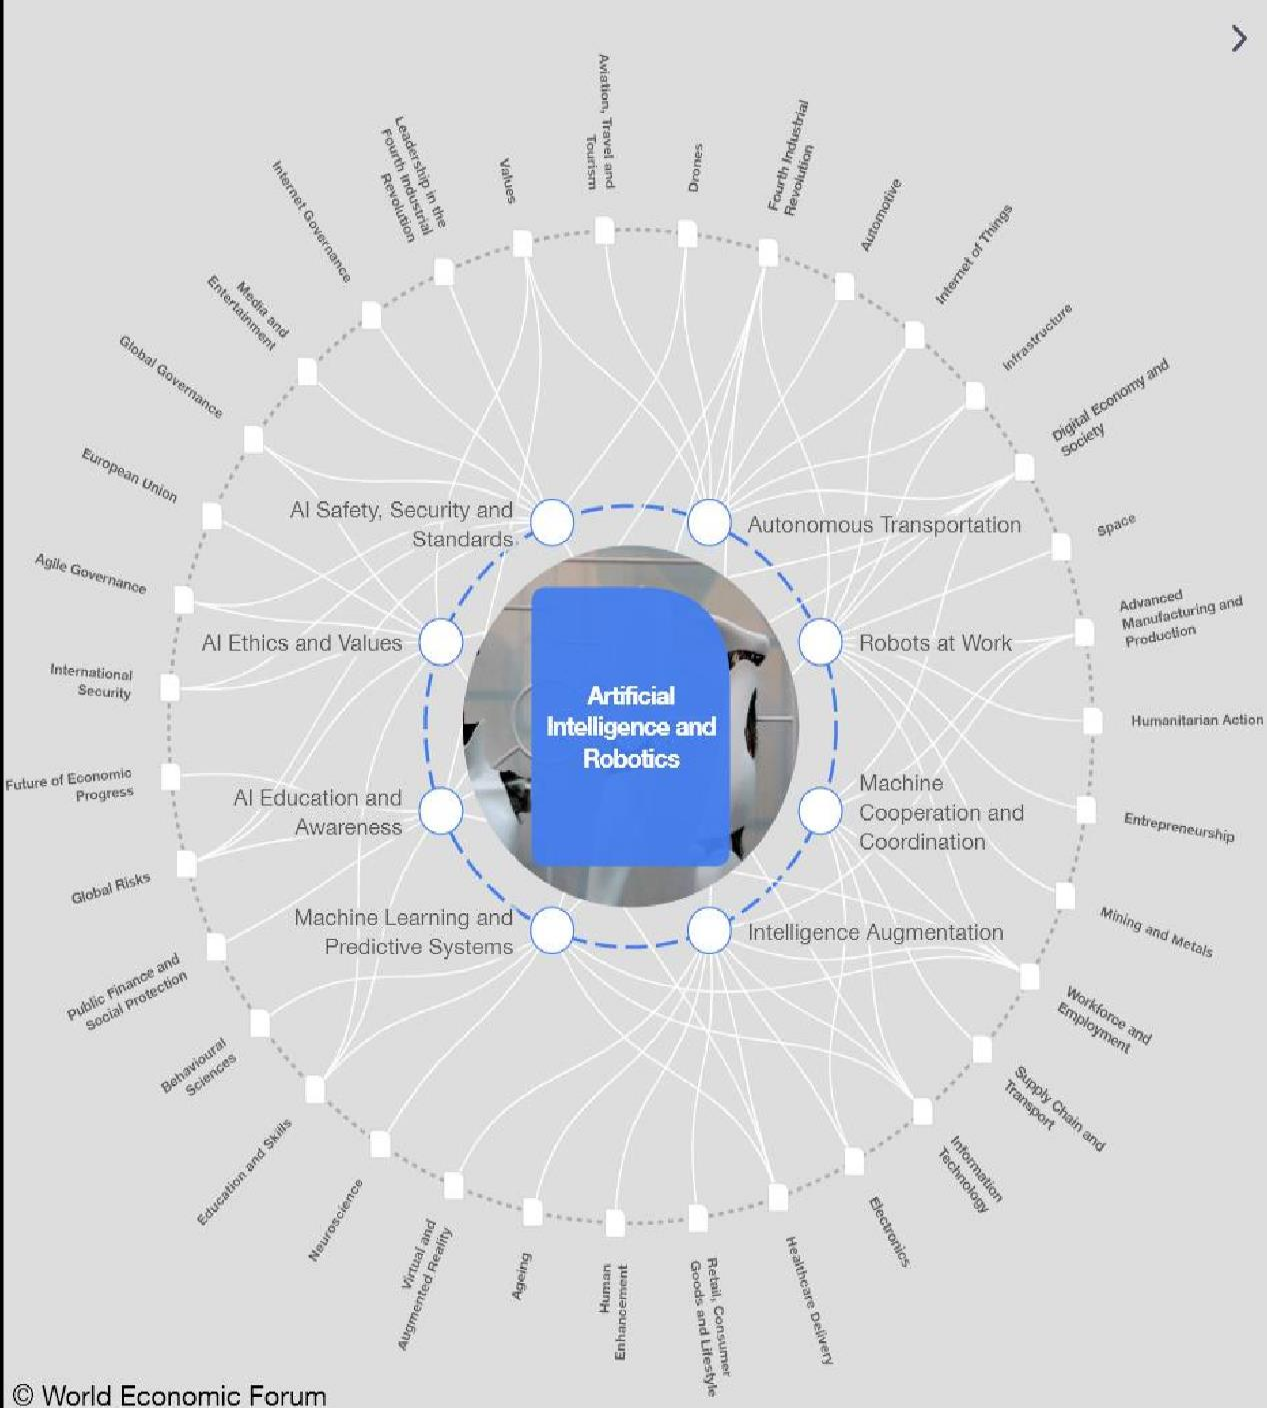 Aviation, Travel and
Tourism
Drones
Fourth Industrial
Revolution
Automotive
Internet of Things
Infrastructure
Digital Economy and
Society
Space
Advanced
Manufacturing and
Production
Humanitarian Action
Entrepreneurship
Mining and Metals
Workforce and
Employment
Supply Chain and
Transport
Information
Technology
Electronics
Healthcare Delivery
Retail, Consumer
Goods and Lifestyle
Human
Enhancement
Ageing
Virtual and
Augmented Reality
Neuroscience
Education and Skills
Behavioural
Sciences
Public Finance and
Social Protection
Global Risks
Future of Economic
Progress
International
Security
Agile Governance
European Union
Global Governance
Media and
Entertainment
Internet Governance
Leadership in the
Fourth Industrial
Revolution
Values
AI Safety, Security and
Standards
Autonomous Transportation
AI Ethics and Values
Robots at Work
Artificial
Intelligence and
Robotics
AI Education and
Awareness
Machine
Cooperation and
Coordination
Machine Learning and
Predictive Systems
Intelligence Augmentation
© World Economic Forum